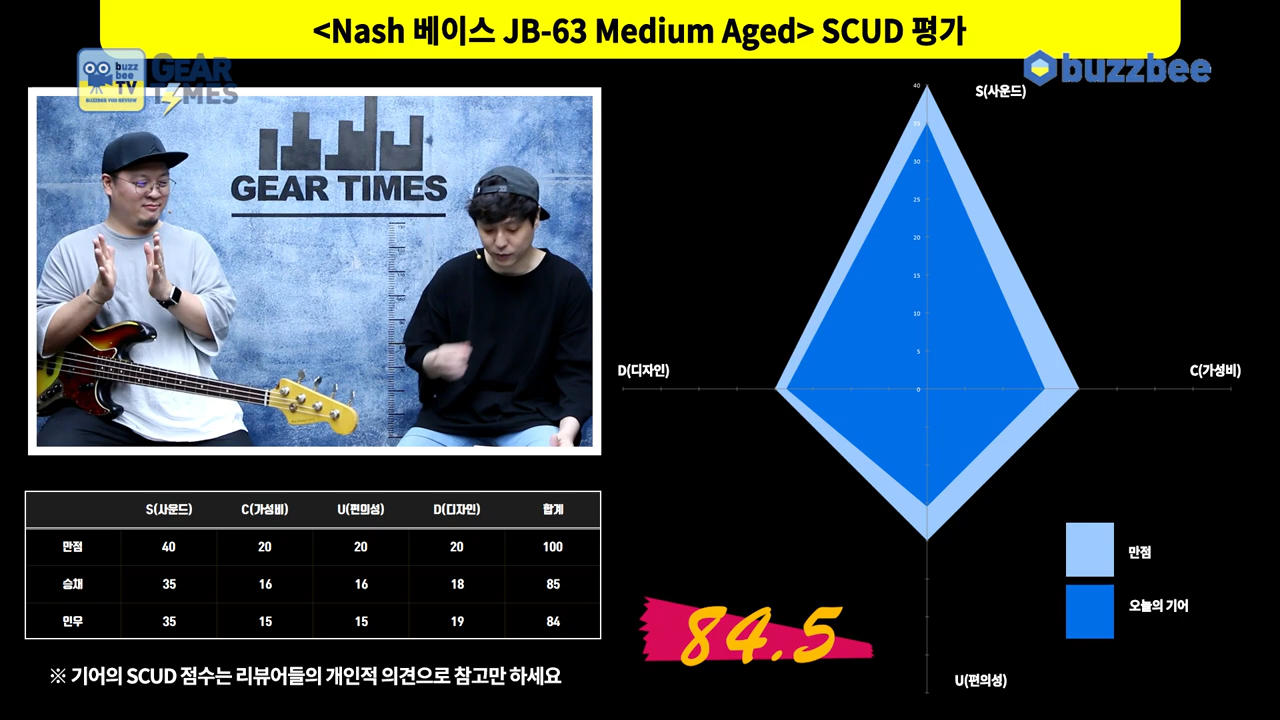 <Nash 베이스 JB-63 Medium Aged> SCUD 평가
buzz bee TV
BUZZBEE YOU REVIEW
GEAR TIMES
buzzbee
GEAR TIMES
S(사운드)
40
35
30
25
20
15
10
5
0
D(디자인)
C(가성비)
U(편의성)
만점
오늘의 기어
S(사운드) C(가성비) U(편의성) D(디자인) 합계
만점 40 20 20 20 100
승채 35 16 16 18 85
민우 35 15 15 19 84
84.5
※ 기어의 SCUD 점수는 리뷰어들의 개인적 의견으로 참고만 하세요